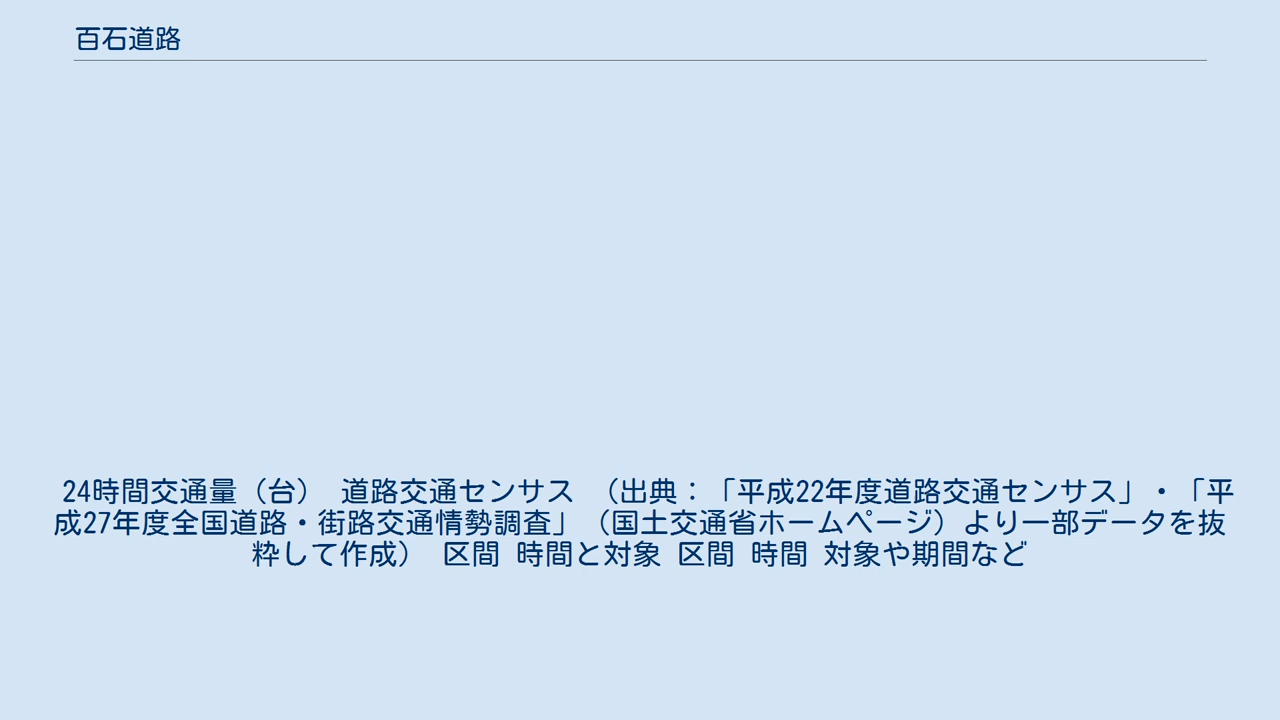 百石道路
24時間交通量（台） 道路交通センサス （出典：「平成22年度道路交通センサス」・「平
成27年度全国道路・街路交通情勢調査」（国土交通省ホームページ）より一部データを抜
粋して作成） 区間 時間と対象 区間 時間 対象や期間など